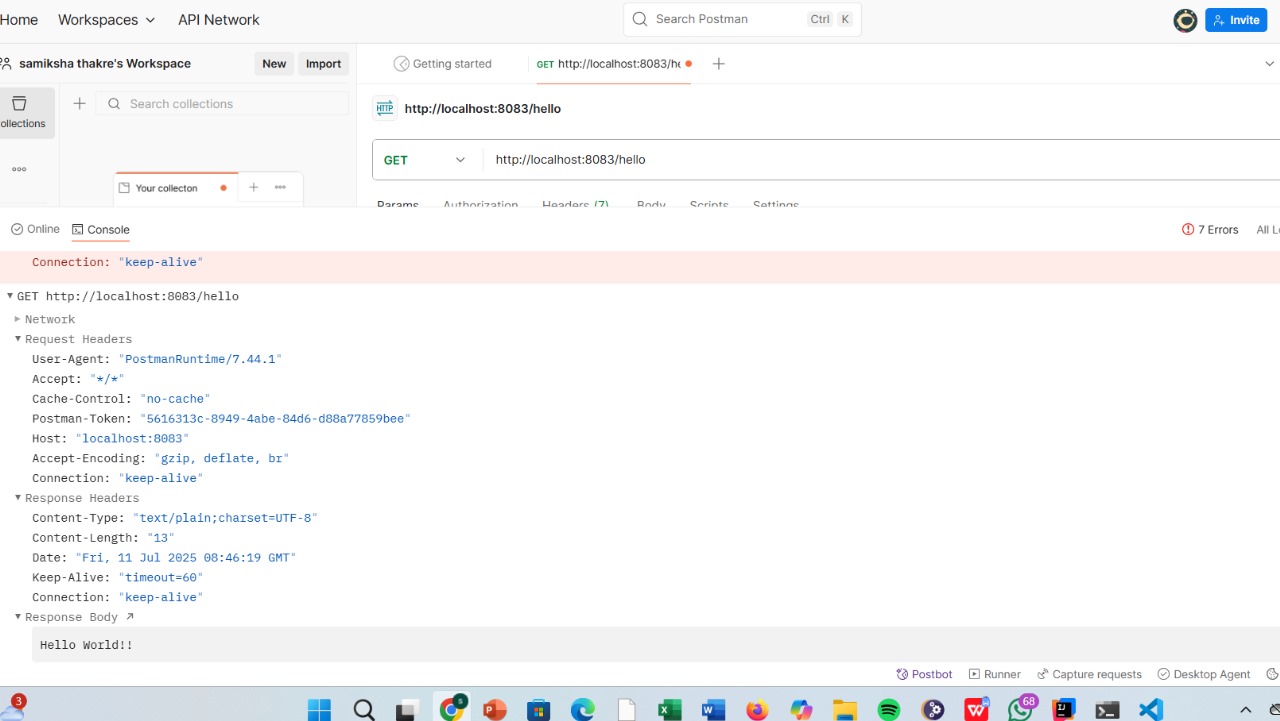 Home Workspaces API Network Search Postman Ctrl K Invite
samiksha thakre's Workspace New Import Getting started GET http://localhost:8083/he
Search collections
ollections
HTTP http://localhost:8083/hello
GET http://localhost:8083/hello
Your collecton
Params Authorization Headers (7) Body Scripts Settings
Online Console 7 Errors All Lo
Connection: "keep-alive"
GET http://localhost:8083/hello
Network
Request Headers
User-Agent: "PostmanRuntime/7.44.1"
Accept: "*/*"
Cache-Control: "no-cache"
Postman-Token: "5616313c-8949-4abe-84d6-d88a77859bee"
Host: "localhost:8083"
Accept-Encoding: "gzip, deflate, br"
Connection: "keep-alive"
Response Headers
Content-Type: "text/plain;charset=UTF-8"
Content-Length: "13"
Date: "Fri, 11 Jul 2025 08:46:19 GMT"
Keep-Alive: "timeout=60"
Connection: "keep-alive"
Response Body
Hello World!!
Postbot Runner Capture requests Desktop Agent
3 68